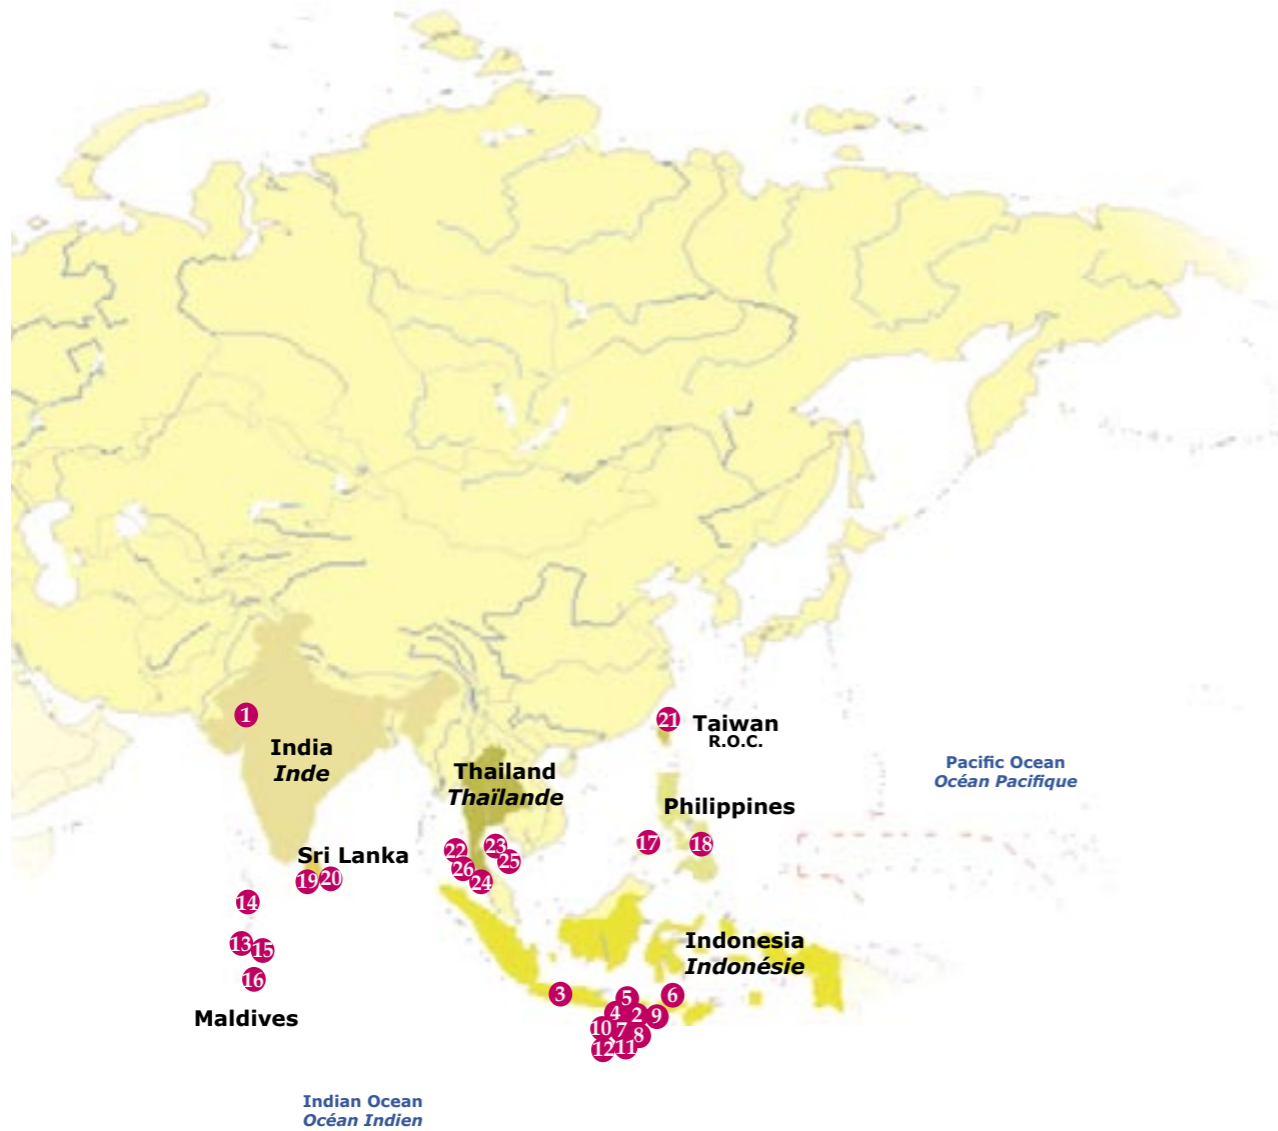 1
India
Inde
21
Taiwan
R.O.C.
Thailand
Thaïlande
Pacific Ocean
Océan Pacifique
Philippines
17
18
22
23
25
26
24
Sri Lanka
19
20
14
13
15
16
Maldives
Indonesia
Indonésie
3
5
6
4
2
9
10
7
8
12
11
Indian Ocean
Océan Indien